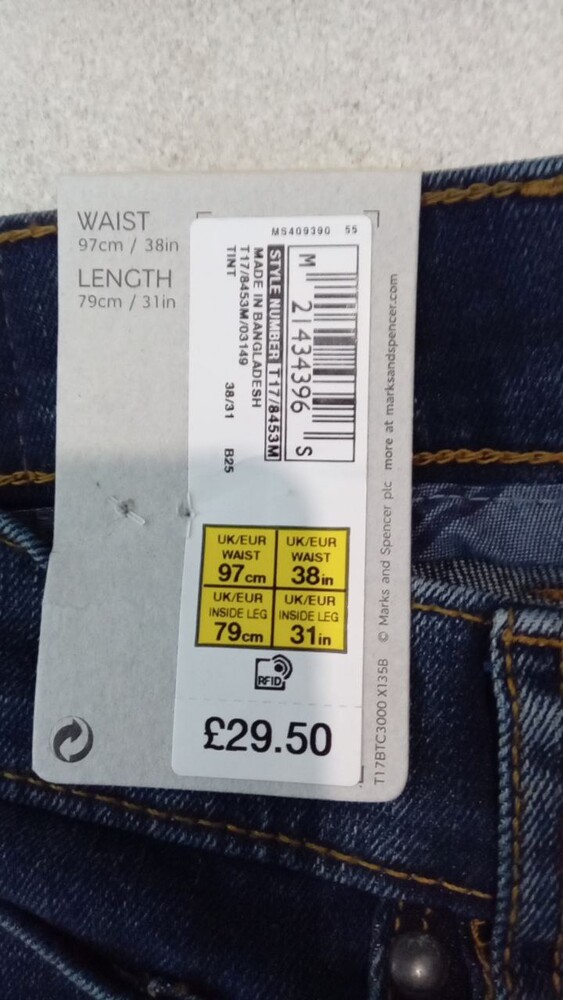 WAIST
97cm / 38in
LENGTH
79cm / 31in
MS409390 55
M 21434396 S
STYLE NUMBER T17/8453M
MADE IN BANGLADESH
T17/8453M/03149 38/31 B25
TINT
UK/EUR WAIST 97cm
UK/EUR WAIST 38in
UK/EUR INSIDE LEG 79cm
UK/EUR INSIDE LEG 31in
RFID
£29.50
T17BTC3000 X135B © Marks and Spencer plc more at marksandspencer.com